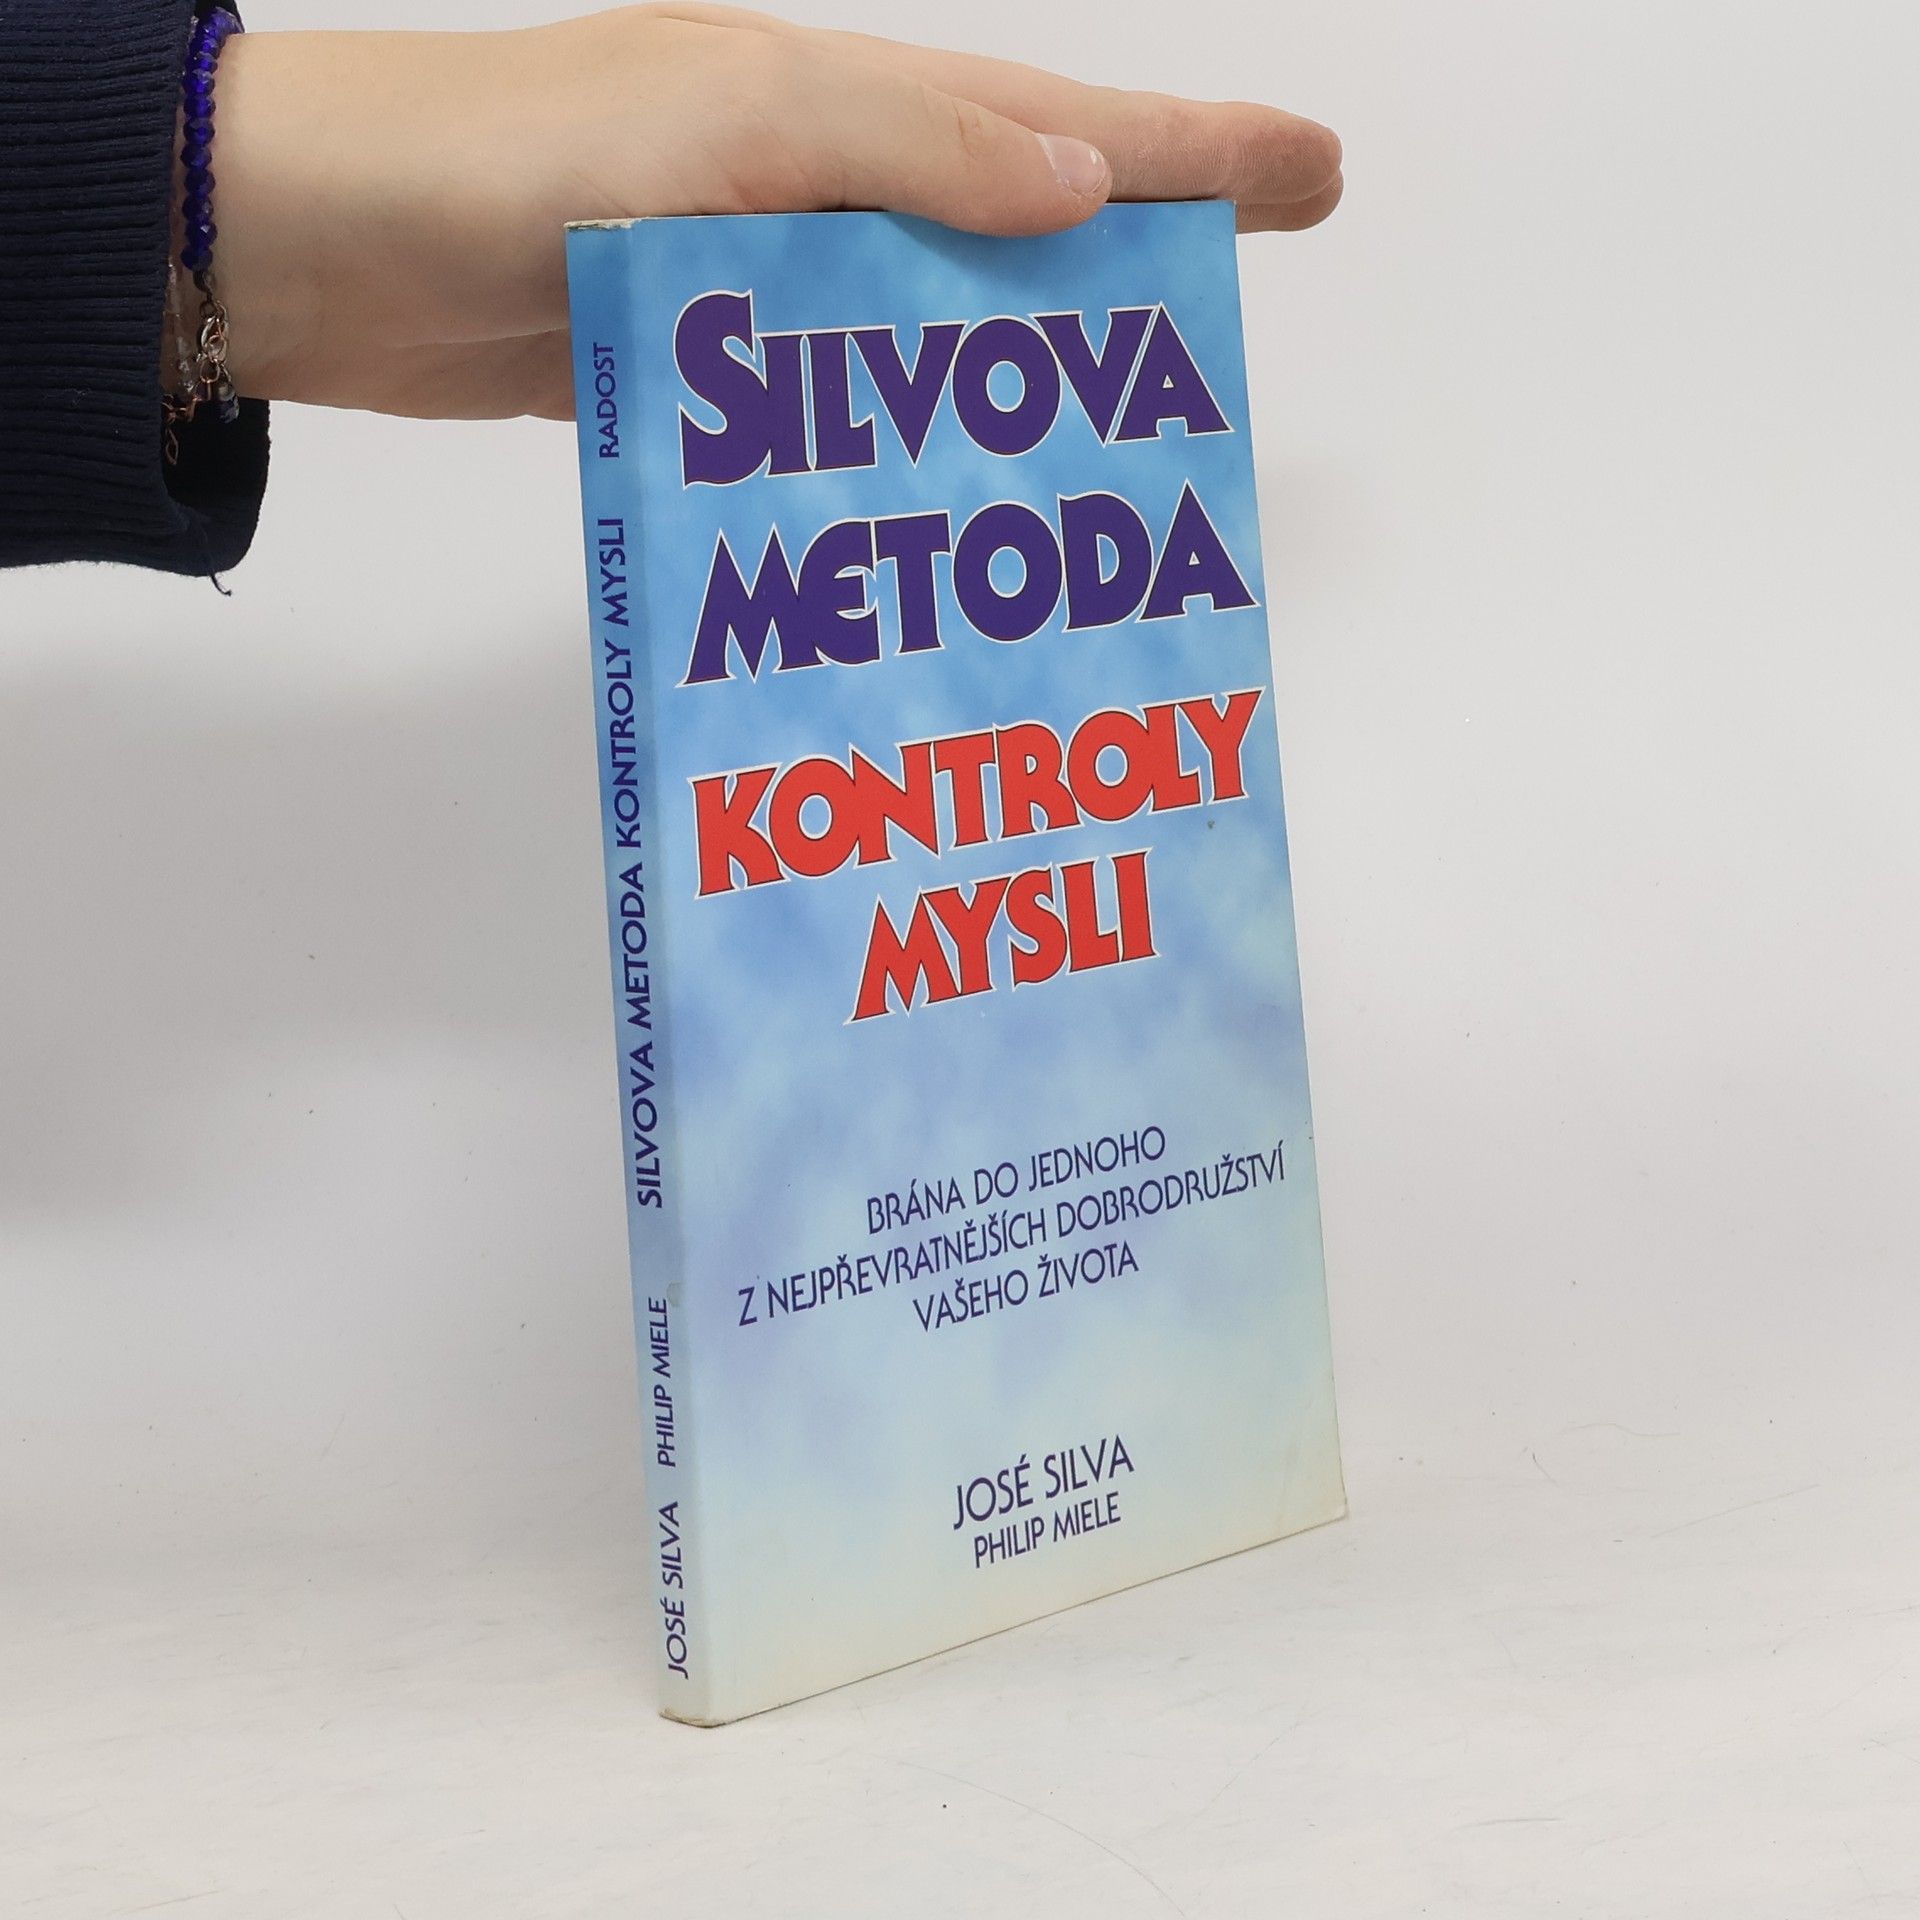 SILVOVA
METODA
KONTROLY
MYSLI
BRÁNA DO JEDNOHO
Z NEJPŘEVRATNĚJŠÍCH DOBRODRUŽSTVÍ
VAŠEHO ŽIVOTA
JOSÉ SILVA
PHILIP MIELE
JOSÉ SILVA PHILIP MIELE SILVOVA METODA KONTROLY MYSLI RADOST